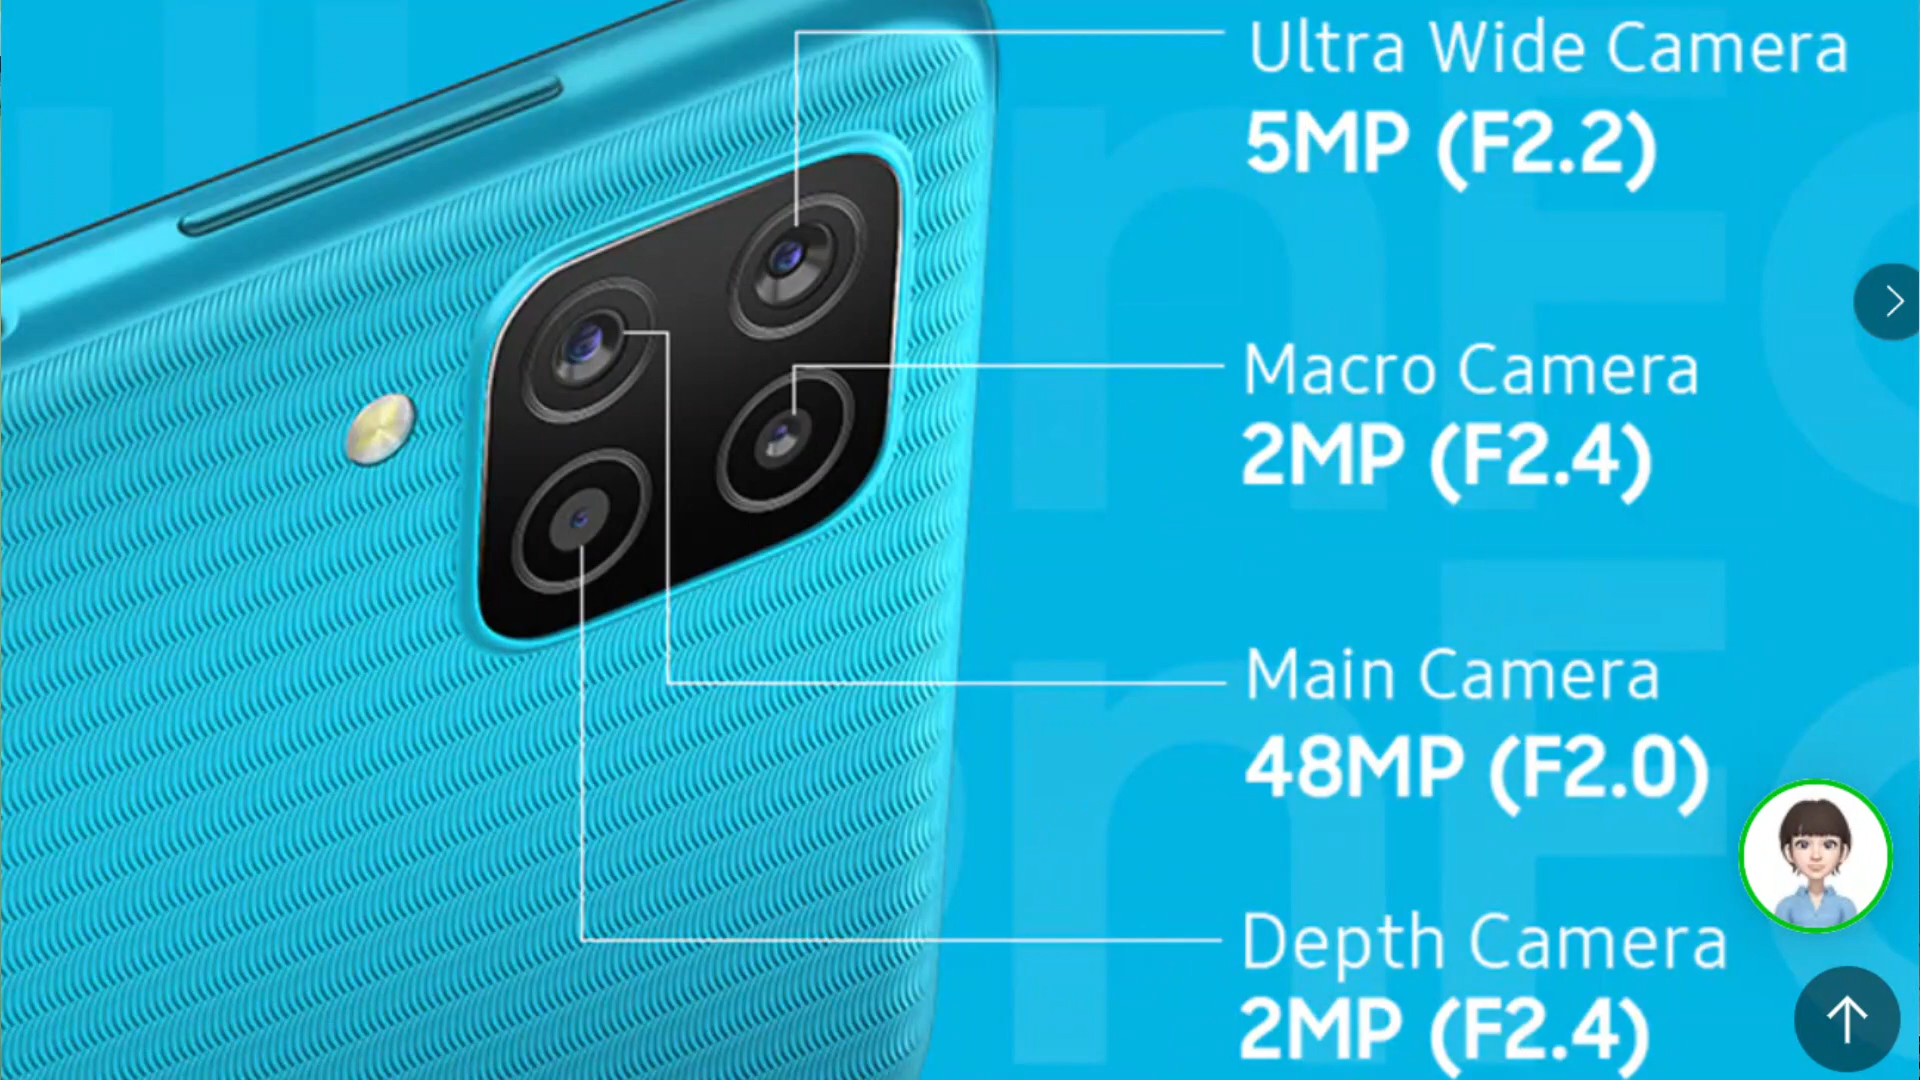 Ultra Wide Camera
5MP (F2.2)
Macro Camera
2MP (F2.4)
Main Camera
48MP (F2.0)
Depth Camera
2MP (F2.4)